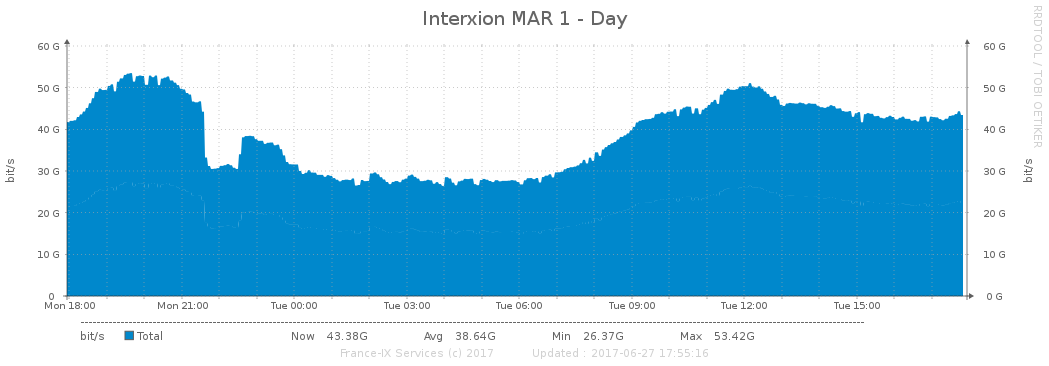 Interxion MAR 1 - Day
RRDTOOL / TOBI OETIKER
60 G 60 G
50 G 50 G
40 G 40 G
30 G 30 G
20 G 20 G
10 G 10 G
0 0 G
bit/s
bit/s
Mon 18:00 Mon 21:00 Tue 00:00 Tue 03:00 Tue 06:00 Tue 09:00 Tue 12:00 Tue 15:00
bit/s Total Now 43.38G Avg 38.64G Min 26.37G Max 53.42G
France-IX Services (c) 2017 Updated : 2017-06-27 17:55:16